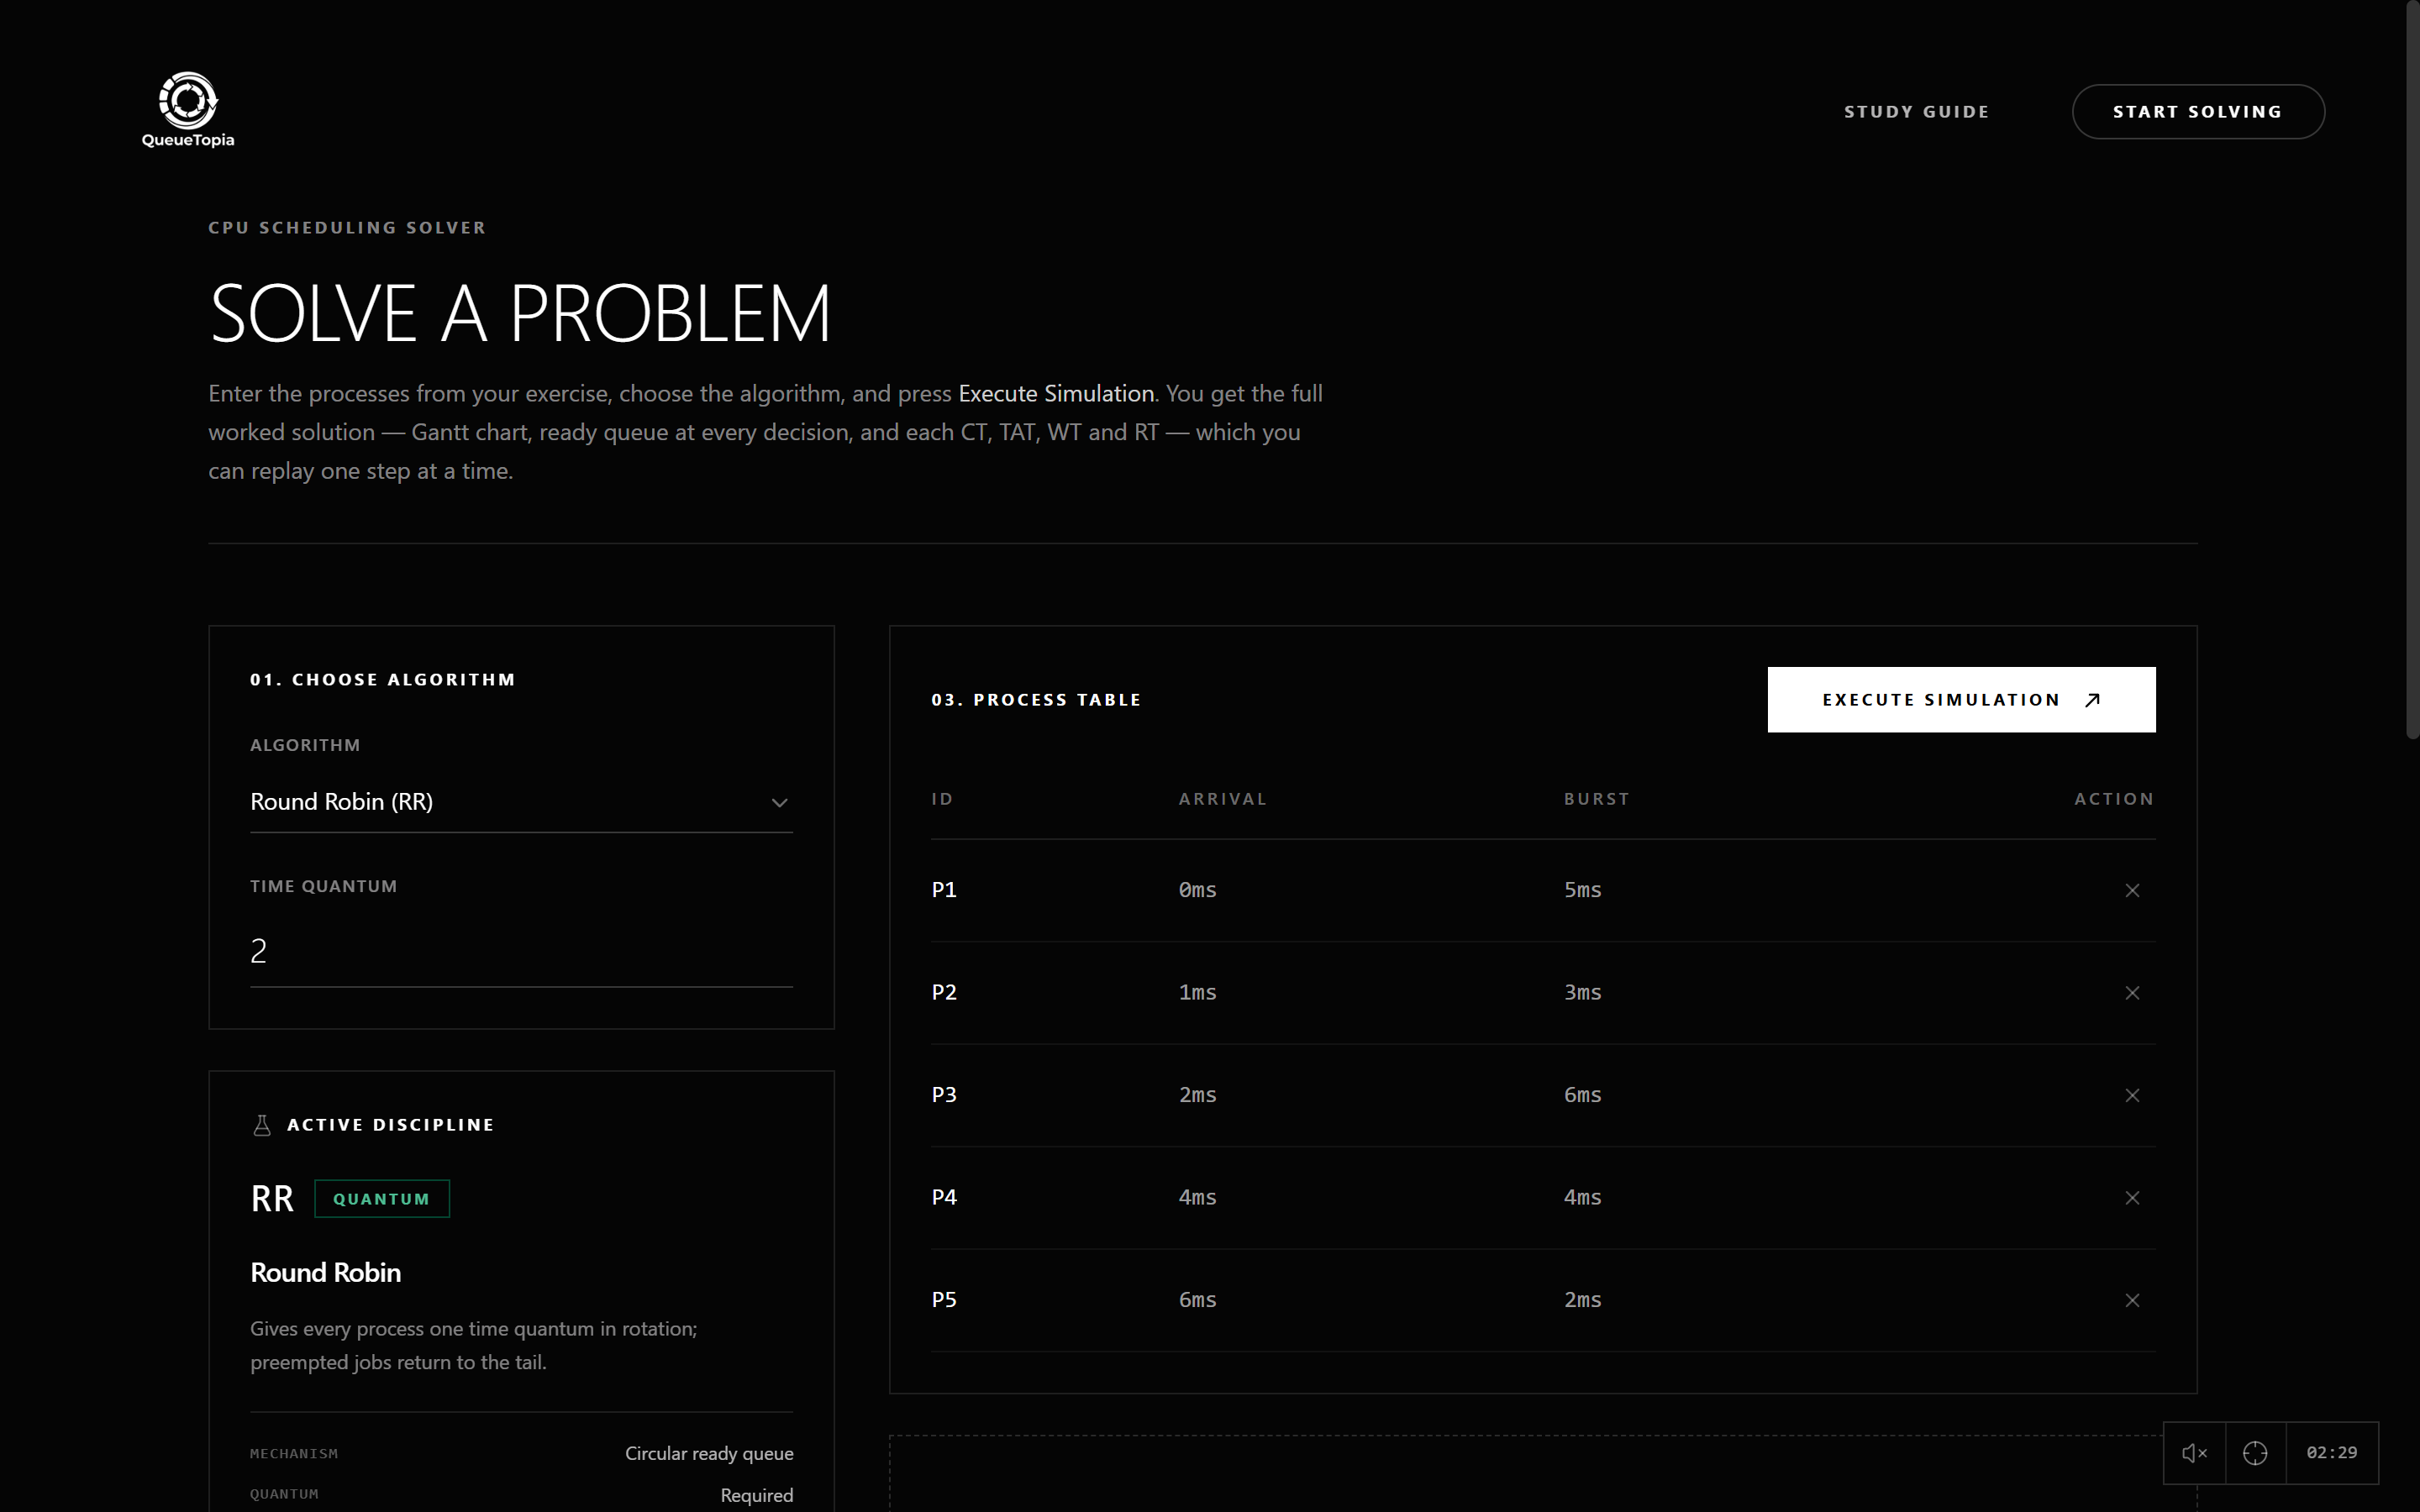 QueueTopia
STUDY GUIDE
START SOLVING
CPU SCHEDULING SOLVER
SOLVE A PROBLEM
Enter the processes from your exercise, choose the algorithm, and press Execute Simulation. You get the full
worked solution — Gantt chart, ready queue at every decision, and each CT, TAT, WT and RT — which you
can replay one step at a time.
01. CHOOSE ALGORITHM
ALGORITHM
Round Robin (RR)
TIME QUANTUM
2
ACTIVE DISCIPLINE
RR QUANTUM
Round Robin
Gives every process one time quantum in rotation;
preempted jobs return to the tail.
MECHANISM Circular ready queue
QUANTUM Required
03. PROCESS TABLE
EXECUTE SIMULATION
ID ARRIVAL BURST ACTION
P1 0ms 5ms
P2 1ms 3ms
P3 2ms 6ms
P4 4ms 4ms
P5 6ms 2ms
02:29